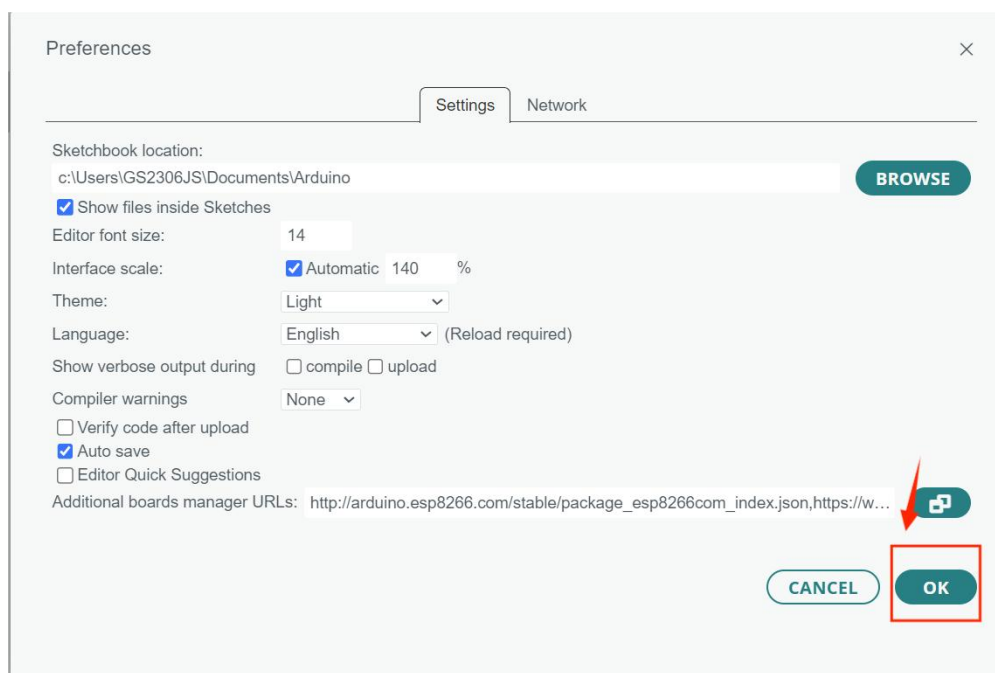 Preferences
Settings Network
Sketchbook location:
c:\Users\GS2306JS\Documents\Arduino
BROWSE
Show files inside Sketches
Editor font size: 14
Interface scale: Automatic 140 %
Theme: Light
Language: English (Reload required)
Show verbose output during compile upload
Compiler warnings None
Verify code after upload
Auto save
Editor Quick Suggestions
Additional boards manager URLs: http://arduino.esp8266.com/stable/package_esp8266com_index.json,https://w...
CANCEL OK